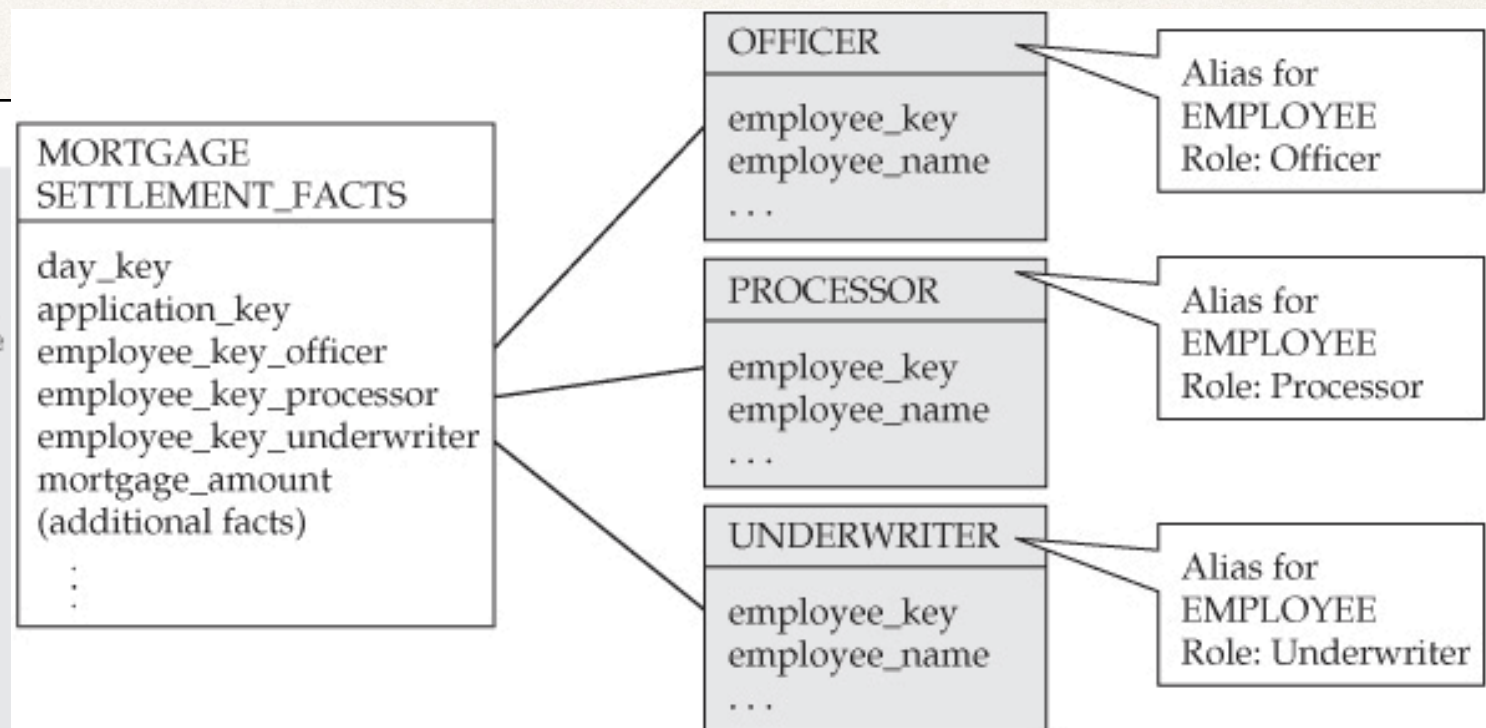 MORTGAGE
SETTLEMENT_FACTS
day_key
application_key
employee_key_officer
employee_key_processor
employee_key_underwriter
mortgage_amount
(additional facts)
.
.
.
OFFICER
employee_key
employee_name
. . .
Alias for
EMPLOYEE
Role: Officer
PROCESSOR
employee_key
employee_name
. . .
Alias for
EMPLOYEE
Role: Processor
UNDERWRITER
employee_key
employee_name
. . .
Alias for
EMPLOYEE
Role: Underwriter